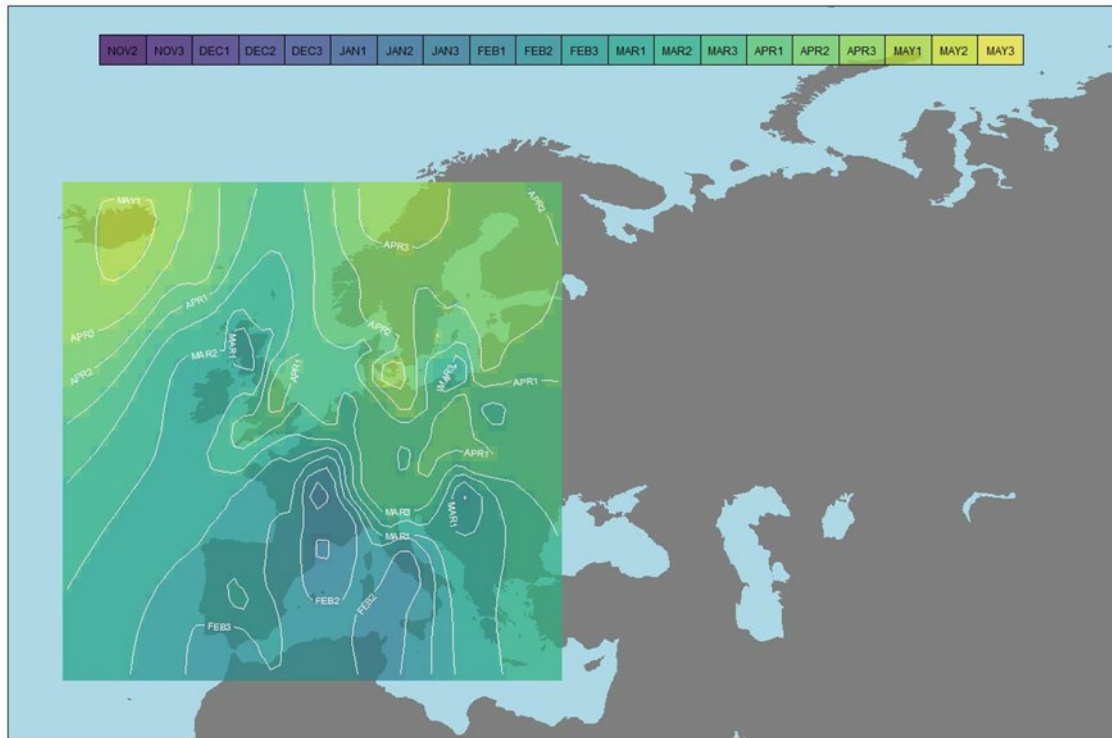 NOV2 NOV3 DEC1 DEC2 DEC3 JAN1 JAN2 JAN3 FEB1 FEB2 FEB3 MAR1 MAR2 MAR3 APR1 APR2 APR3 MAY1 MAY2 MAY3
MAY1
APR2
APR3
APR1
APR3
APR2
MAR1
MAR2
APR1
APR2
MAR3
APR1
APR1
MAR3
MAR1
MAR1
FEB2
FEB2
FEB3